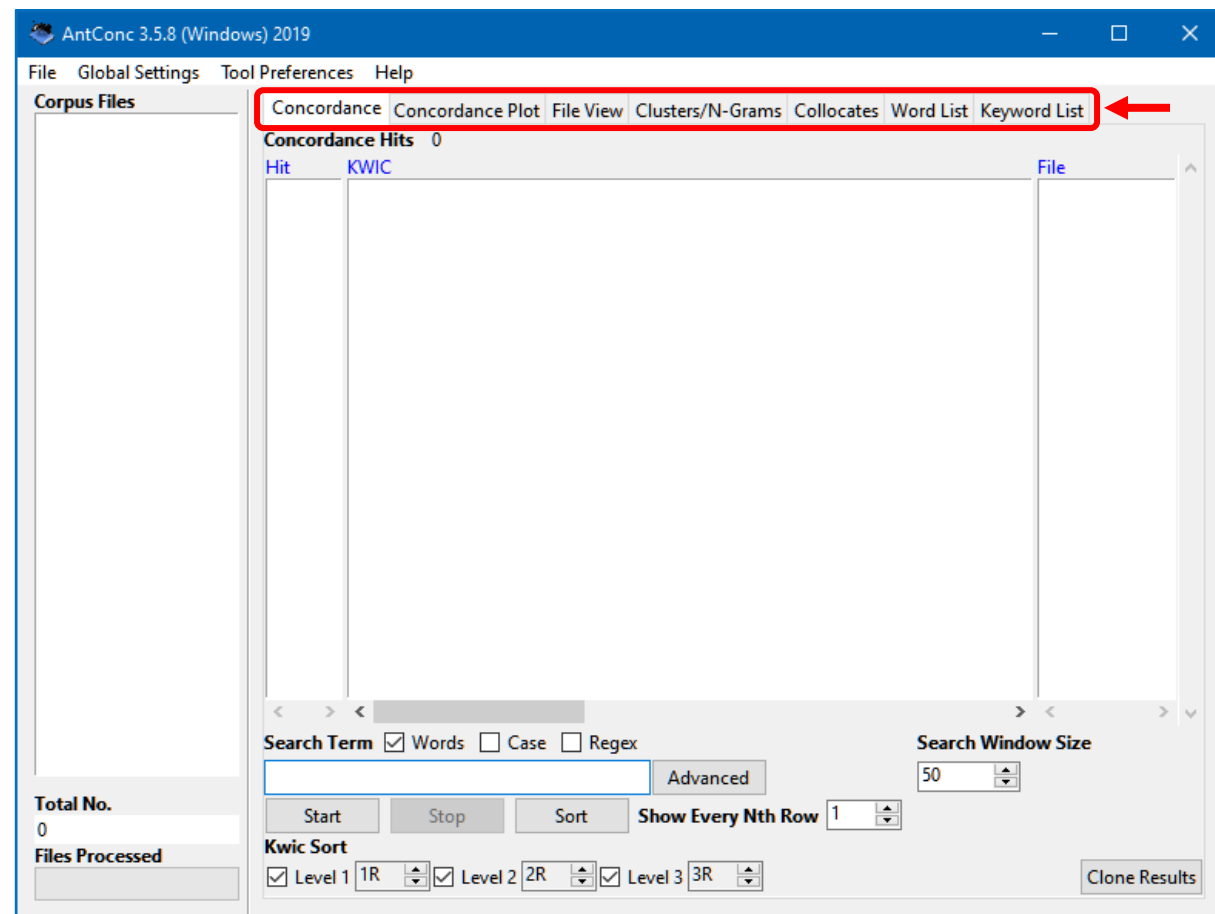 AntConc 3.5.8 (Windows) 2019
File Global Settings Tool Preferences Help
Corpus Files
Concordance Concordance Plot File View Clusters/N-Grams Collocates Word List Keyword List
Concordance Hits 0
Hit KWIC File
Search Term Words Case Regex Search Window Size
Advanced 50
Total No.
0
Start Stop Sort Show Every Nth Row 1
Files Processed
Kwic Sort
Level 1 1R Level 2 2R Level 3 3R Clone Results